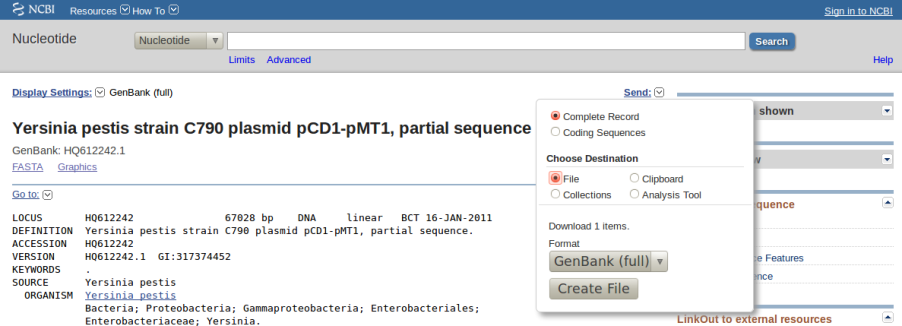 NCBI Resources How To Sign in to NCBI
Nucleotide Nucleotide Search
Limits Advanced Help
Display Settings: GenBank (full) Send:
Yersinia pestis strain C790 plasmid pCD1-pMT1, partial sequence
GenBank: HQ612242.1
FASTA Graphics
Go to:
LOCUS HQ612242 67028 bp DNA linear BCT 16-JAN-2011
DEFINITION Yersinia pestis strain C790 plasmid pCD1-pMT1, partial sequence.
ACCESSION HQ612242
VERSION HQ612242.1 GI:317374452
KEYWORDS .
SOURCE Yersinia pestis
ORGANISM Yersinia pestis
Bacteria; Proteobacteria; Gammaproteobacteria; Enterobacteriales;
Enterobacteriaceae; Yersinia.
Complete Record
Coding Sequences
Choose Destination
File Clipboard
Collections Analysis Tool
Download 1 items.
Format
GenBank (full)
Create File
shown
quence
Features
nce
LinkOut to external resources